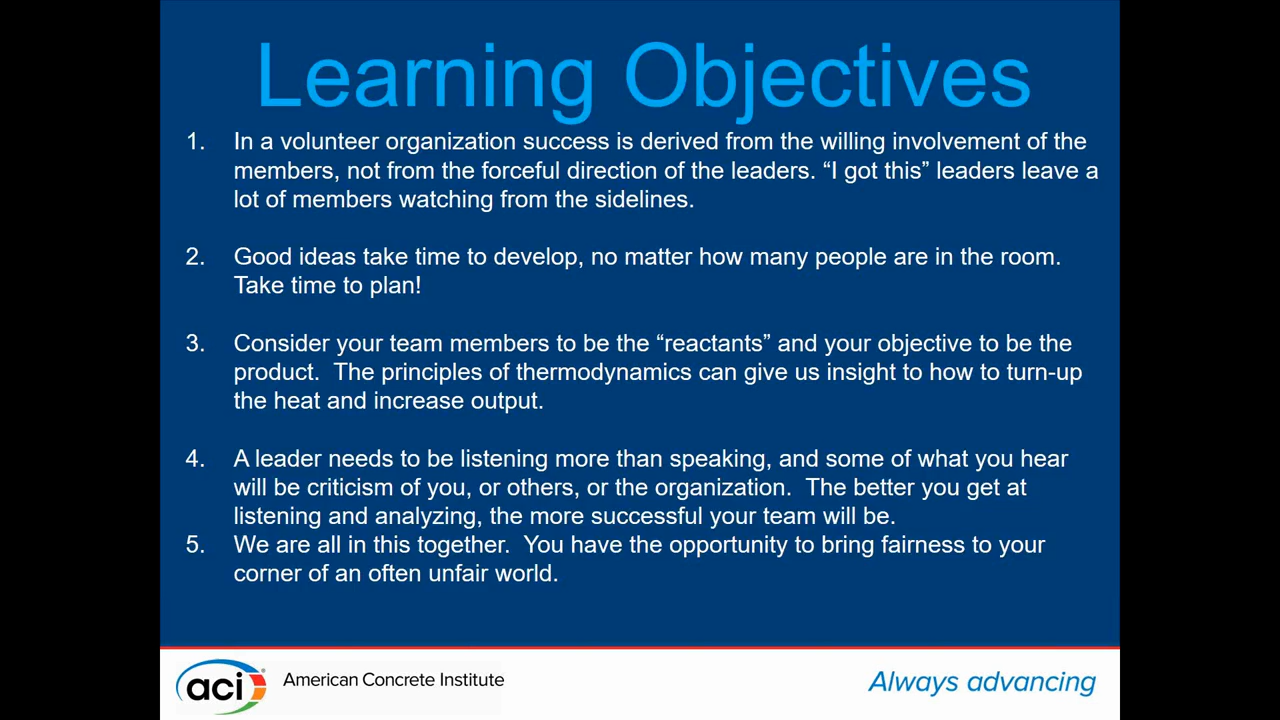 Learning Objectives
1. In a volunteer organization success is derived from the willing involvement of the
members, not from the forceful direction of the leaders. “I got this” leaders leave a
lot of members watching from the sidelines.
2. Good ideas take time to develop, no matter how many people are in the room.
Take time to plan!
3. Consider your team members to be the “reactants” and your objective to be the
product.  The principles of thermodynamics can give us insight to how to turn-up
the heat and increase output.
4. A leader needs to be listening more than speaking, and some of what you hear
will be criticism of you, or others, or the organization.  The better you get at
listening and analyzing, the more successful your team will be.
5. We are all in this together.  You have the opportunity to bring fairness to your
corner of an often unfair world.
aci American Concrete Institute
Always advancing